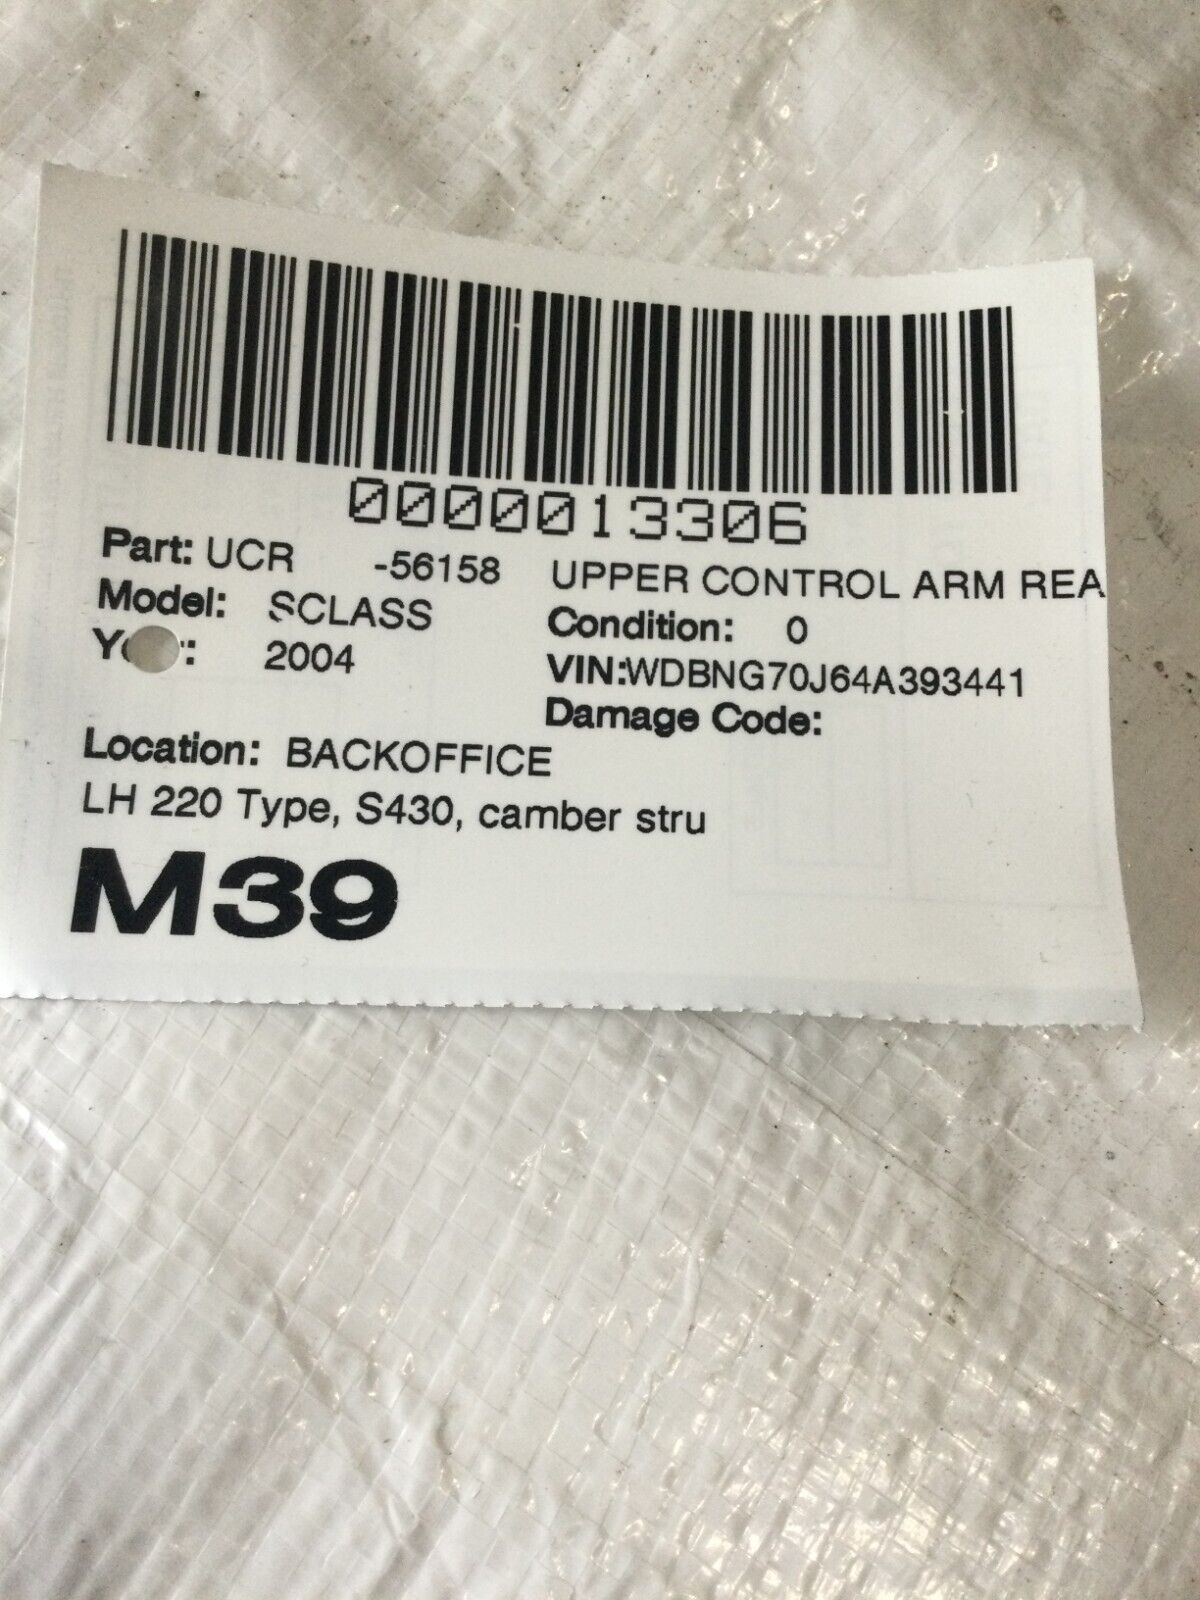 0000013306
Part: UCR -56158 UPPER CONTROL ARM REA
Model: SCLASS Condition: 0
2004 VIN:WDBNG70J64A393441
Damage Code:
Location: BACKOFFICE
LH 220 Type, S430, camber stru
M39